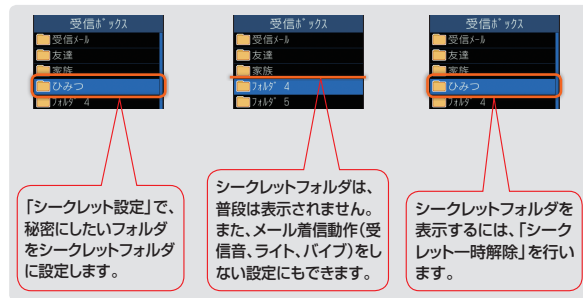 受信ﾎﾞｯｸｽ
受信ﾒｰﾙ
友達
家族
ひみつ
ﾌｫﾙﾀﾞ 4
「シークレット設定」で、
秘密にしたいフォルダ
をシークレットフォルダ
に設定します。
受信ﾎﾞｯｸｽ
受信ﾒｰﾙ
友達
家族
ﾌｫﾙﾀﾞ 4
ﾌｫﾙﾀﾞ 5
シークレットフォルダは、
普段は表示されません。
また、メール着信動作(受
信音、ライト、バイブ)をし
ない設定にもできます。
受信ﾎﾞｯｸｽ
受信ﾒｰﾙ
友達
家族
ひみつ
ﾌｫﾙﾀﾞ 4
シークレットフォルダを
表示するには、「シーク
レット一時解除」を行い
ます。